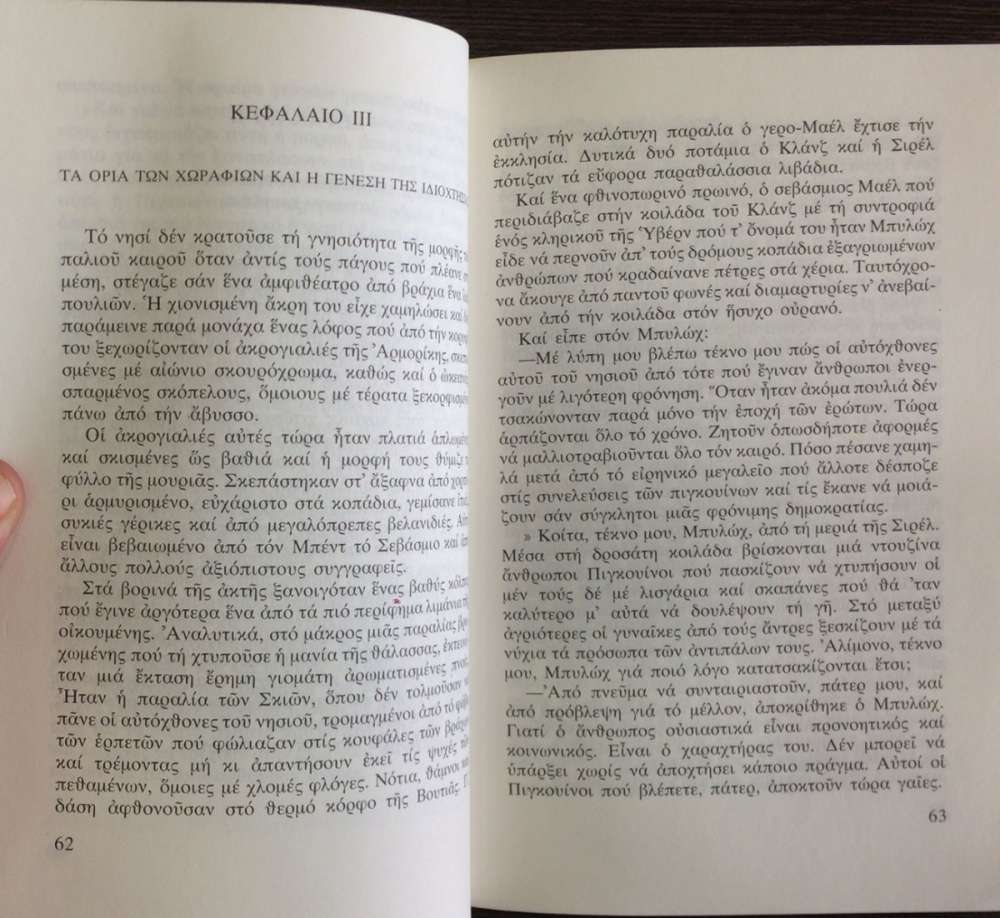 ΚΕΦΑΛΑΙΟ III
ΤΑ ΟΡΙΑ ΤΩΝ ΧΩΡΑΦΙΩΝ ΚΑΙ Η ΓΕΝΕΣΗ ΤΗΣ
Τό νησί δέν κρατοῦσε τή γνησιότητα τῆς μορφῆς
παλιοῦ καιροῦ ὅταν ἀντίς τούς πάγους πού πλέανε
μέση, στέγαζε σάν ἕνα ἀμφιθέατρο ἀπό βράχια ἕνα
πουλιῶν. Ἡ χιονισμένη ἄκρη του εἶχε χαμηλώσει καί
παράμεινε παρά μονάχα ἕνας λόφος πού ἀπό τήν
του ξεχωρίζονταν οἱ ἀκρογιαλιές τῆς Ἀρμορίκης,
σμένες μέ αἰώνιο σκουρόχρωμα, καθώς καί ὁ
σπαρμένος σκόπελους, ὅμοιους μέ τέρατα
πάνω ἀπό τήν ἄβυσσο.
Οἱ ἀκρογιαλιές αὐτές τώρα ἦταν πλατιά
καί σκισμένες ὥς βαθιά καί ἡ μορφή τους θύμιζε
φύλλο τῆς μουριᾶς. Σκεπάστηκαν στ' ἄξαφνα ἀπό
ρι ἁρμυρισμένο, εὐχάριστο στά κοπάδια, γεμίσανε
συκιές γέρικες καί ἀπό μεγαλόπρεπες βελανιδιές.
εἶναι βεβαιωμένο ἀπό τόν Μπέντ τό Σεβάσμιο καί
ἄλλους πολλούς ἀξιόπιστους συγγραφεῖς.
Στά βορινά τῆς ἀκτῆς ξανοιγόταν ἕνας βαθύς
πού ἔγινε ἀργότερα ἕνα ἀπό τά πιό περίφημα λιμάνια
οἰκουμένης. Ἀναλυτικά, στό μάκρος μιᾶς παραλίας
χωμένης πού τή χτυποῦσε ἡ μανία τῆς θάλασσας,
ταν μιά ἔκταση ἔρημη γιομάτη ἀρωματισμένες
Ἦταν ἡ παραλία τῶν Σκιῶν, ὅπου δέν τολμοῦσαν
πᾶνε οἱ αὐτόχθονες τοῦ νησιοῦ, τρομαγμένοι ἀπό τό
τῶν ἑρπετῶν πού φώλιαζαν στίς κουφάλες τῶν
καί τρέμοντας μή κι ἀπαντήσουν ἐκεῖ τίς ψυχές
πεθαμένων, ὅμοιες μέ χλομές φλόγες. Νότια, θάμνοι
δάση ἀφθονοῦσαν στό θερμό κόρφο τῆς Βουτιᾶς.
62
αὐτήν τήν καλότυχη παραλία ὁ γερο-Μαέλ ἔχτισε τήν
ἐκκλησία. Δυτικά δυό ποτάμια ὁ Κλάνζ καί ἡ Σιρέλ
πότιζαν τά εὔφορα παραθαλάσσια λιβάδια.
Καί ἕνα φθινοπωρινό πρωινό, ὁ σεβάσμιος Μαέλ πού
περιδιάβαζε στήν κοιλάδα τοῦ Κλάνζ μέ τή συντροφιά
ἑνός κληρικοῦ τῆς Ὑβέρν πού τ' ὄνομά του ἦταν Μπυλώχ
εἶδε νά περνοῦν ἀπ' τούς δρόμους κοπάδια ἐξαγριωμένων
ἀνθρώπων πού κραδαίνανε πέτρες στά χέρια. Ταυτόχρο-
να ἄκουγε ἀπό παντοῦ φωνές καί διαμαρτυρίες ν' ἀνεβαί-
νουν ἀπό τήν κοιλάδα στόν ἥσυχο οὐρανό.
Καί εἶπε στόν Μπυλώχ:
—Μέ λύπη μου βλέπω τέκνο μου πώς οἱ αὐτόχθονες
αὐτοῦ τοῦ νησιοῦ ἀπό τότε πού ἔγιναν ἄνθρωποι ἐνερ-
γοῦν μέ λιγότερη φρόνηση. Ὅταν ἦταν ἀκόμα πουλιά δέν
τσακώνονταν παρά μόνο τήν ἐποχή τῶν ἐρώτων. Τώρα
ἁρπάζονται ὅλο τό χρόνο. Ζητοῦν ὁπωσδήποτε ἀφορμές
νά μαλλιοτραβιοῦνται ὅλο τόν καιρό. Πόσο πέσανε χαμη-
λά μετά ἀπό τό εἰρηνικό μεγαλεῖο πού ἄλλοτε δέσποζε
στίς συνελεύσεις τῶν πιγκουίνων καί τίς ἔκανε νά μοιά-
ζουν σάν σύγκλητοι μιᾶς φρόνιμης δημοκρατίας.
» Κοίτα, τέκνο μου, Μπυλώχ, ἀπό τή μεριά τῆς Σιρέλ.
Μέσα στή δροσάτη κοιλάδα βρίσκονται μιά ντουζίνα
ἄνθρωποι Πιγκουίνοι πού πασκίζουν νά χτυπήσουν οἱ
μέν τούς δέ μέ λισγάρια καί σκαπάνες πού θά 'ταν
καλύτερο μ' αὐτά νά δουλέψουν τή γῆ. Στό μεταξύ
ἀγριότερες οἱ γυναῖκες ἀπό τούς ἄντρες ξεσκίζουν μέ τά
νύχια τά πρόσωπα τῶν ἀντιπάλων τους. Ἀλίμονο, τέκνο
μου, Μπυλώχ γιά ποιό λόγο κατατσακίζονται ἔτσι;
—Ἀπό πνεῦμα νά συνταιριαστοῦν, πάτερ μου, καί
ἀπό πρόβλεψη γιά τό μέλλον, ἀποκρίθηκε ὁ Μπυλώχ.
Γιατί ὁ ἄνθρωπος οὐσιαστικά εἶναι προνοητικός καί
κοινωνικός. Εἶναι ὁ χαραχτήρας του. Δέν μπορεῖ νά
ὑπάρξει χωρίς νά ἀποχτήσει κάποιο πράγμα. Αὐτοί οἱ
Πιγκουίνοι πού βλέπετε, πάτερ, ἀποκτοῦν τώρα γαῖες.
63